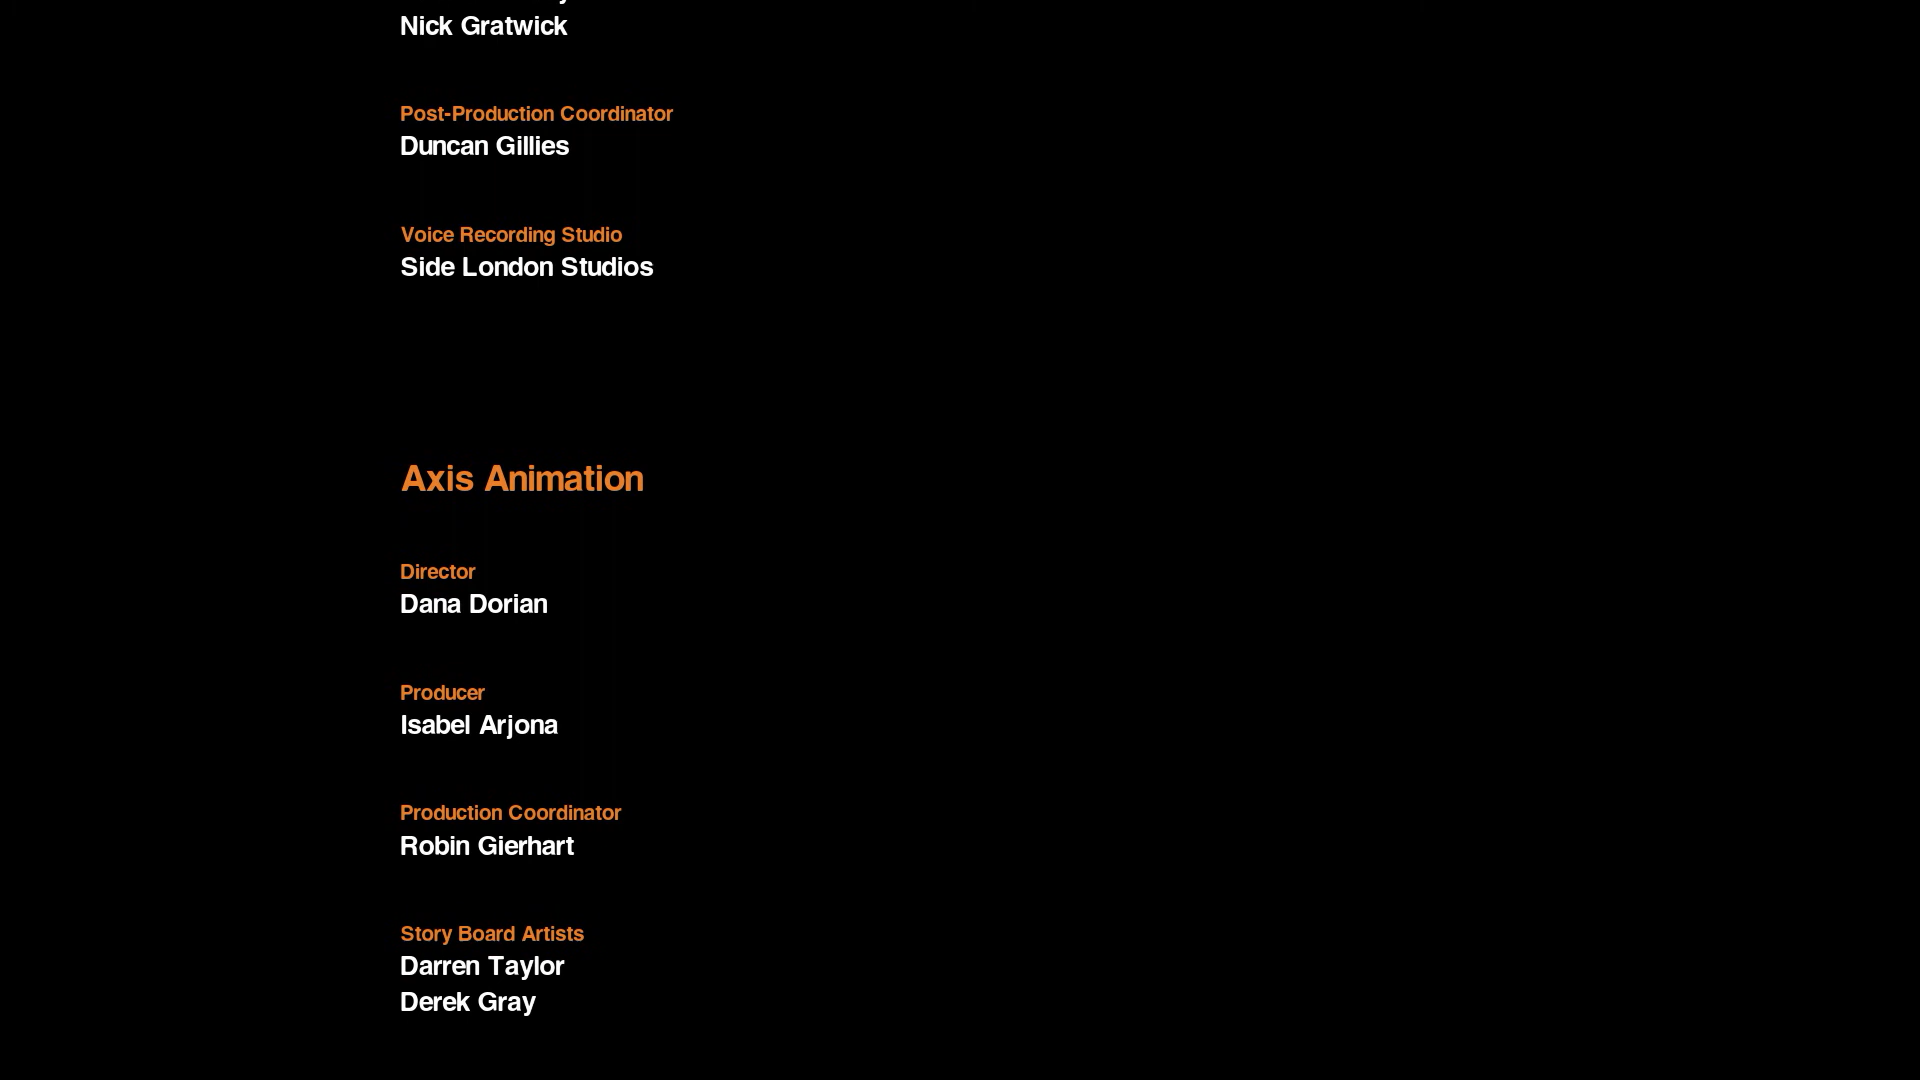 Nick Gratwick
Post-Production Coordinator
Duncan Gillies
Voice Recording Studio
Side London Studios
Axis Animation
Director
Dana Dorian
Producer
Isabel Arjona
Production Coordinator
Robin Gierhart
Story Board Artists
Darren Taylor
Derek Gray